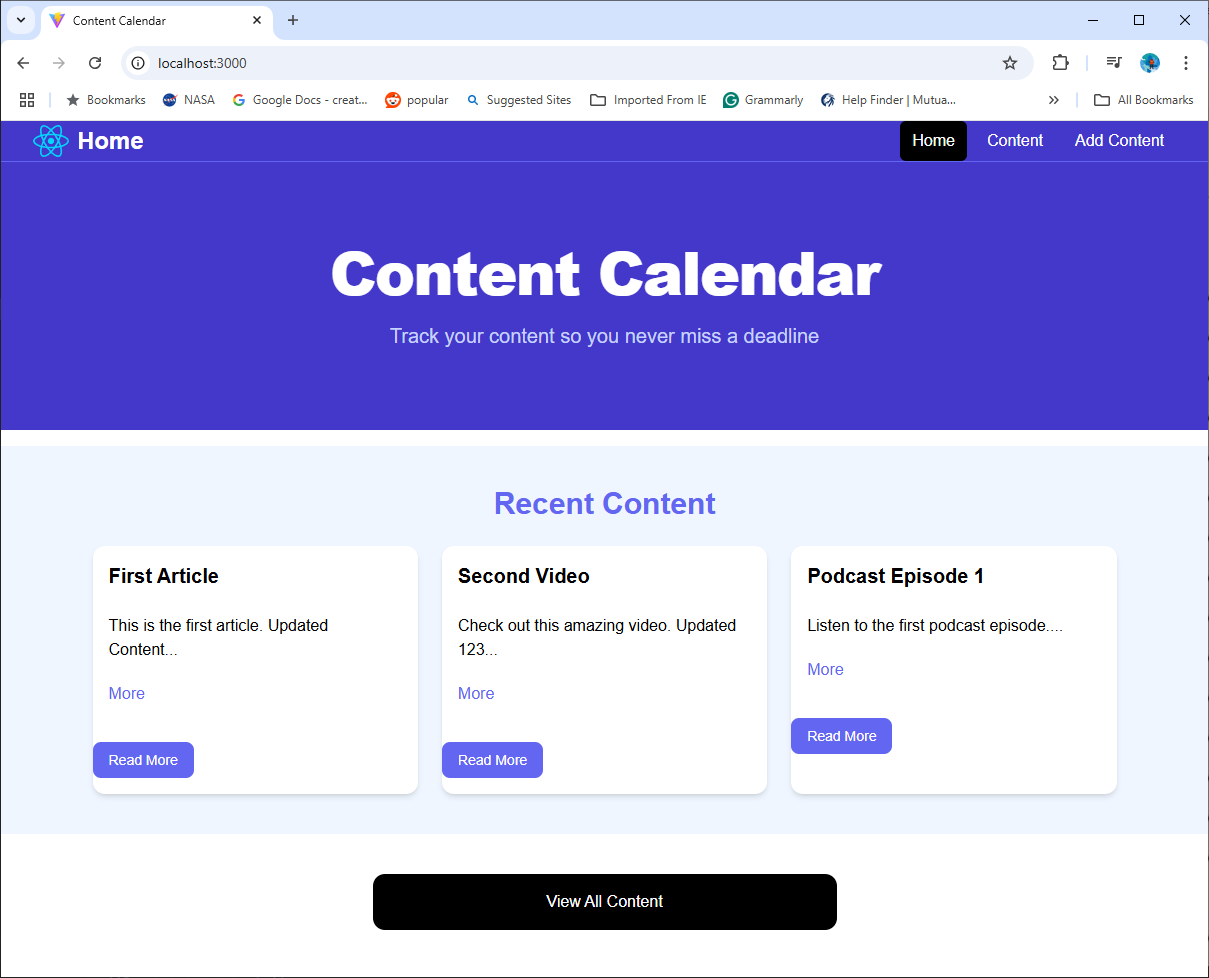 Content Calendar
localhost:3000
Bookmarks NASA Google Docs - creat... popular Suggested Sites Imported From IE Grammarly Help Finder | Mutua... All Bookmarks
Home Home Content Add Content
Content Calendar
Track your content so you never miss a deadline
Recent Content
First Article
This is the first article. Updated
Content...
More
Read More
Second Video
Check out this amazing video. Updated
123...
More
Read More
Podcast Episode 1
Listen to the first podcast episode....
More
Read More
View All Content